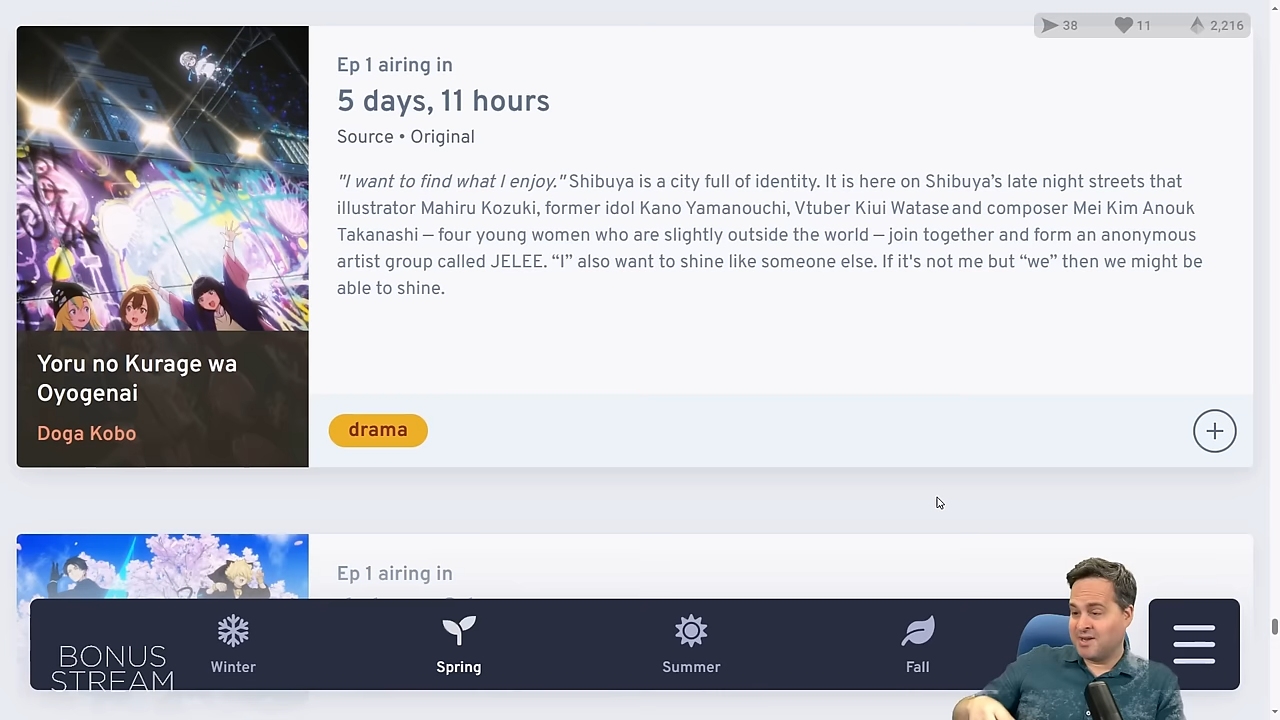 38 11 2,216
Ep 1 airing in
5 days, 11 hours
Source • Original
"I want to find what I enjoy." Shibuya is a city full of identity. It is here on Shibuya’s late night streets that
illustrator Mahiru Kozuki, former idol Kano Yamanouchi, Vtuber Kiui Watase and composer Mei Kim Anouk
Takanashi — four young women who are slightly outside the world — join together and form an anonymous
artist group called JELEE. “I” also want to shine like someone else. If it's not me but “we” then we might be
able to shine.
Yoru no Kurage wa
Oyogenai
Doga Kobo
drama
Ep 1 airing in
Winter
Spring
Summer
Fall
BONUS
STREAM